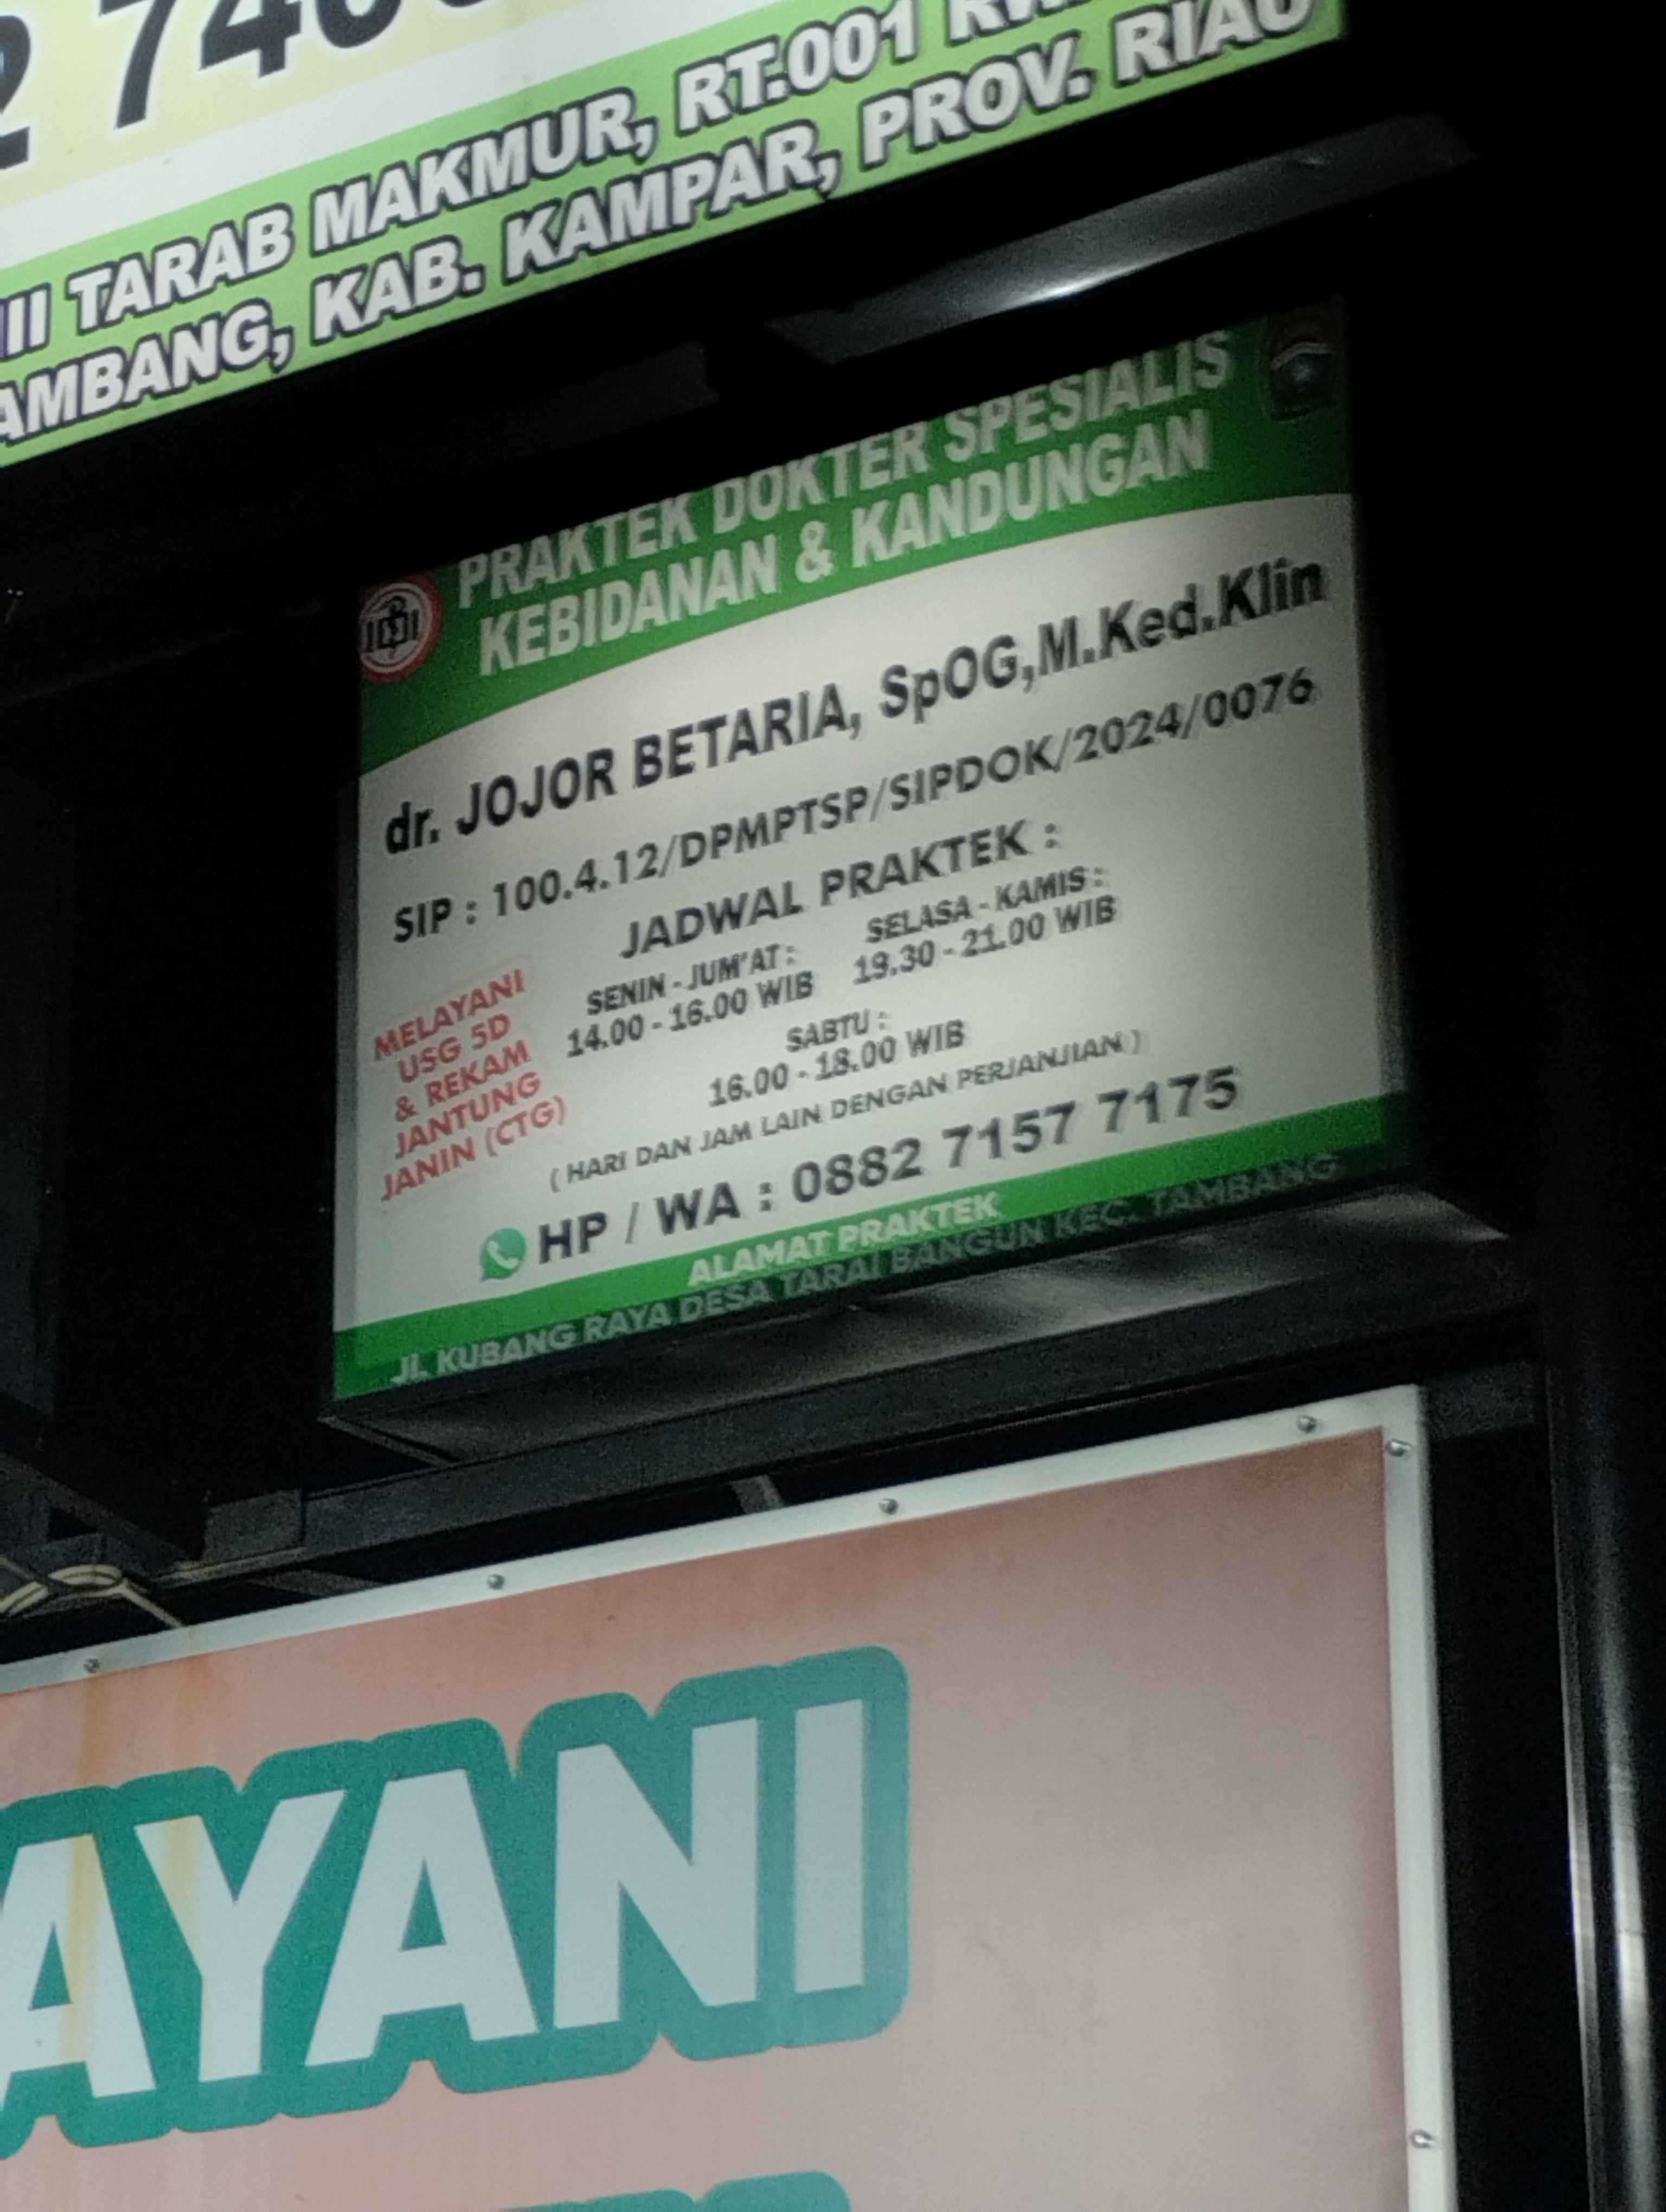 2 740
III TARAB MAKMUR, RT.001
AMBANG, KAB. KAMPAR, PROV. RIAU
PRAKTEK DOKTER SPESIALIS
KEBIDANAN & KANDUNGAN
IDI
dr. JOJOR BETARIA, SpOG,M.Ked.Klin
SIP : 100.4.12/DPMPTSP/SIPDOK/2024/0076
JADWAL PRAKTEK :
SENIN - JUM'AT :
14.00 - 16.00 WIB
SELASA - KAMIS :
19.30 - 21.00 WIB
SABTU :
16.00 - 18.00 WIB
( HARI DAN JAM LAIN DENGAN PERJANJIAN )
MELAYANI
USG 5D
& REKAM
JANTUNG
JANIN (CTG)
HP / WA : 0882 7157 7175
ALAMAT PRAKTEK
Jl. KUBANG RAYA DESA TARAI BANGUN KEC. TAMBANG
AYANI